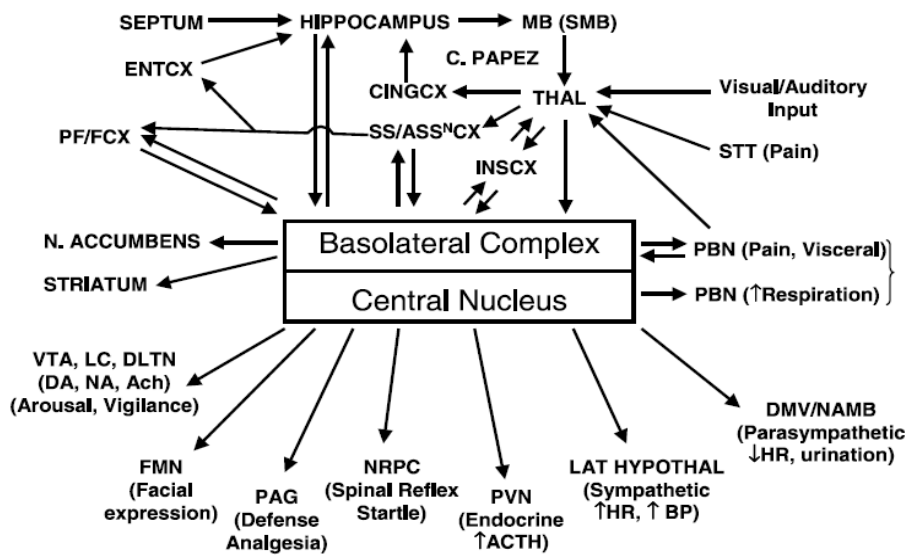 SEPTUM
HIPPOCAMPUS
MB (SMB)
C. PAPEZ
ENTCX
CINGCX
THAL
Visual/Auditory
Input
PF/FCX
SS/ASSᴺCX
STT (Pain)
INSCX
N. ACCUMBENS
Basolateral Complex
PBN (Pain, Visceral)
STRIATUM
Central Nucleus
PBN (↑Respiration)
VTA, LC, DLTN
(DA, NA, Ach)
(Arousal, Vigilance)
FMN
(Facial
expression)
PAG
(Defense
Analgesia)
NRPC
(Spinal Reflex
Startle)
PVN
(Endocrine
↑ACTH)
LAT HYPOTHAL
(Sympathetic
↑HR, ↑ BP)
DMV/NAMB
(Parasympathetic
↓HR, urination)